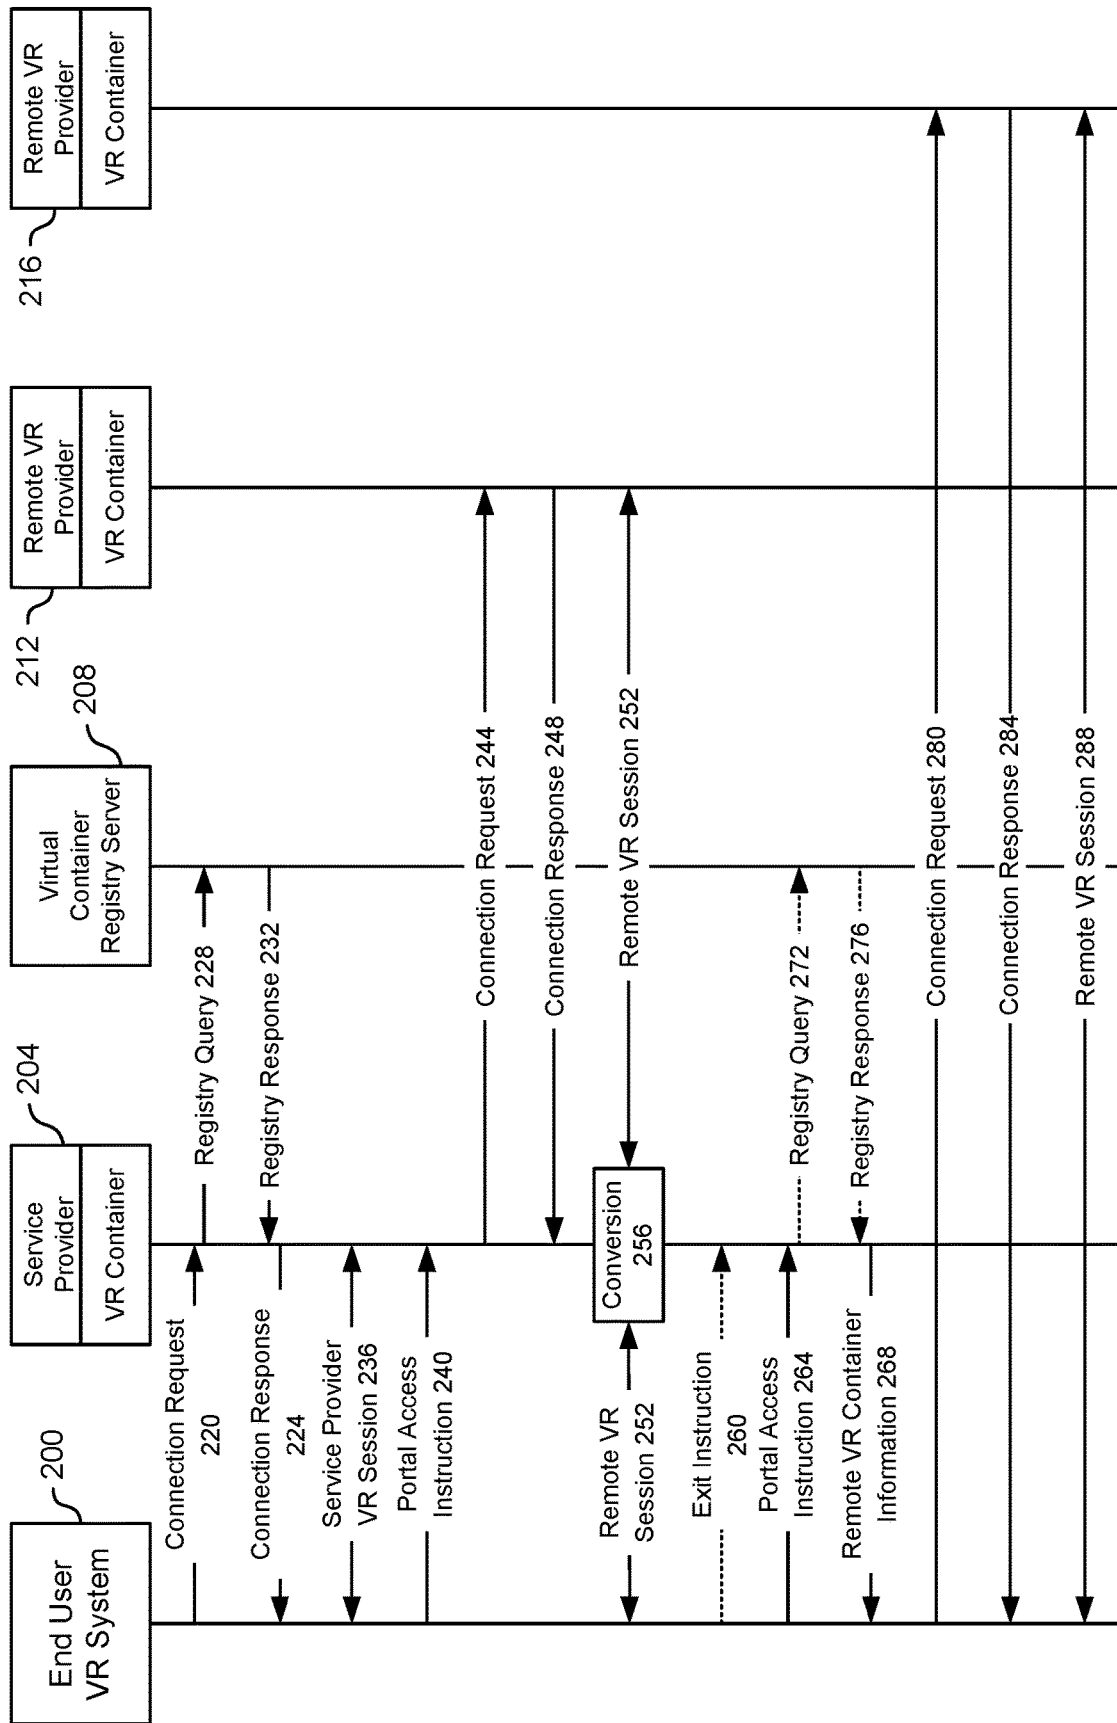 200
End User
VR System
204
Service
Provider
VR Container
208
Virtual
Container
Registry Server
212
Remote VR
Provider
VR Container
216
Remote VR
Provider
VR Container
Connection Request
220
Registry Query 228
Registry Response 232
Connection Response
224
Service Provider
VR Session 236
Portal Access
Instruction 240
Connection Request 244
Connection Response 248
Remote VR
Session 252
Conversion
256
Remote VR Session 252
Exit Instruction
260
Portal Access
Instruction 264
Registry Query 272
Registry Response 276
Remote VR Container
Information 268
Connection Request 280
Connection Response 284
Remote VR Session 288